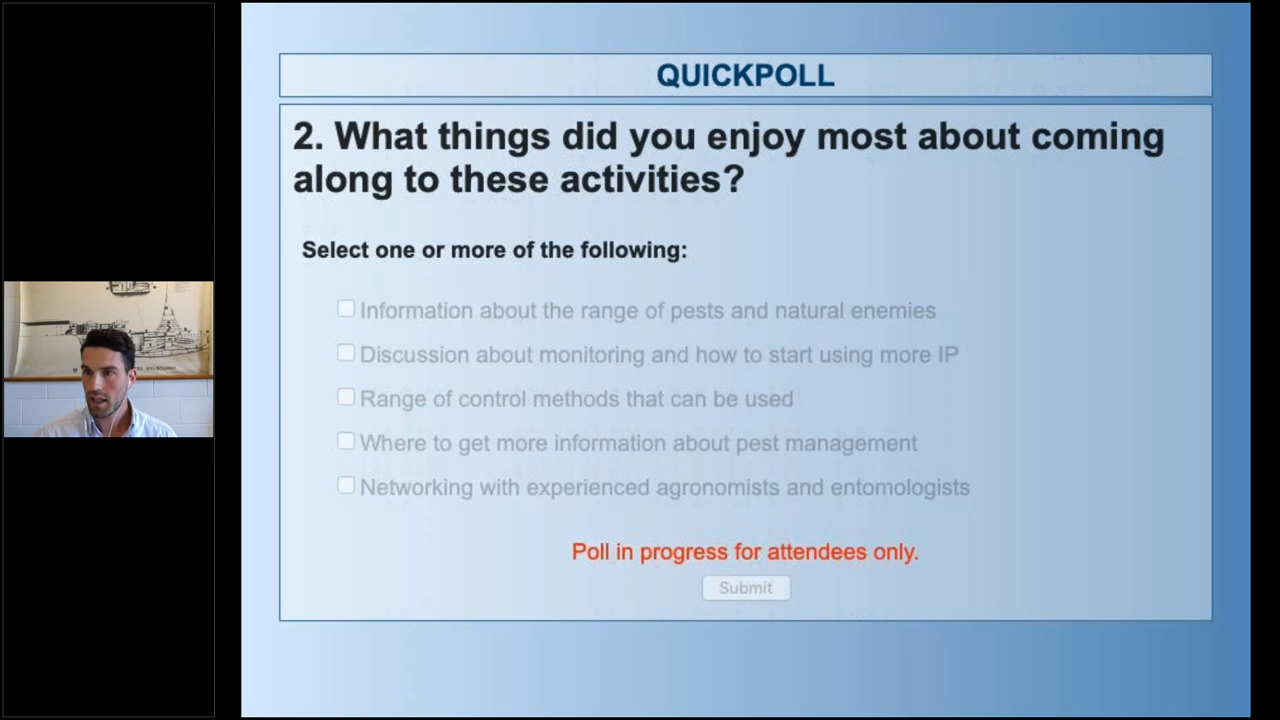 QUICKPOLL
2. What things did you enjoy most about coming
along to these activities?
Select one or more of the following:
Information about the range of pests and natural enemies
Discussion about monitoring and how to start using more IP
Range of control methods that can be used
Where to get more information about pest management
Networking with experienced agronomists and entomologists
Poll in progress for attendees only.
Submit
MELBOURNE